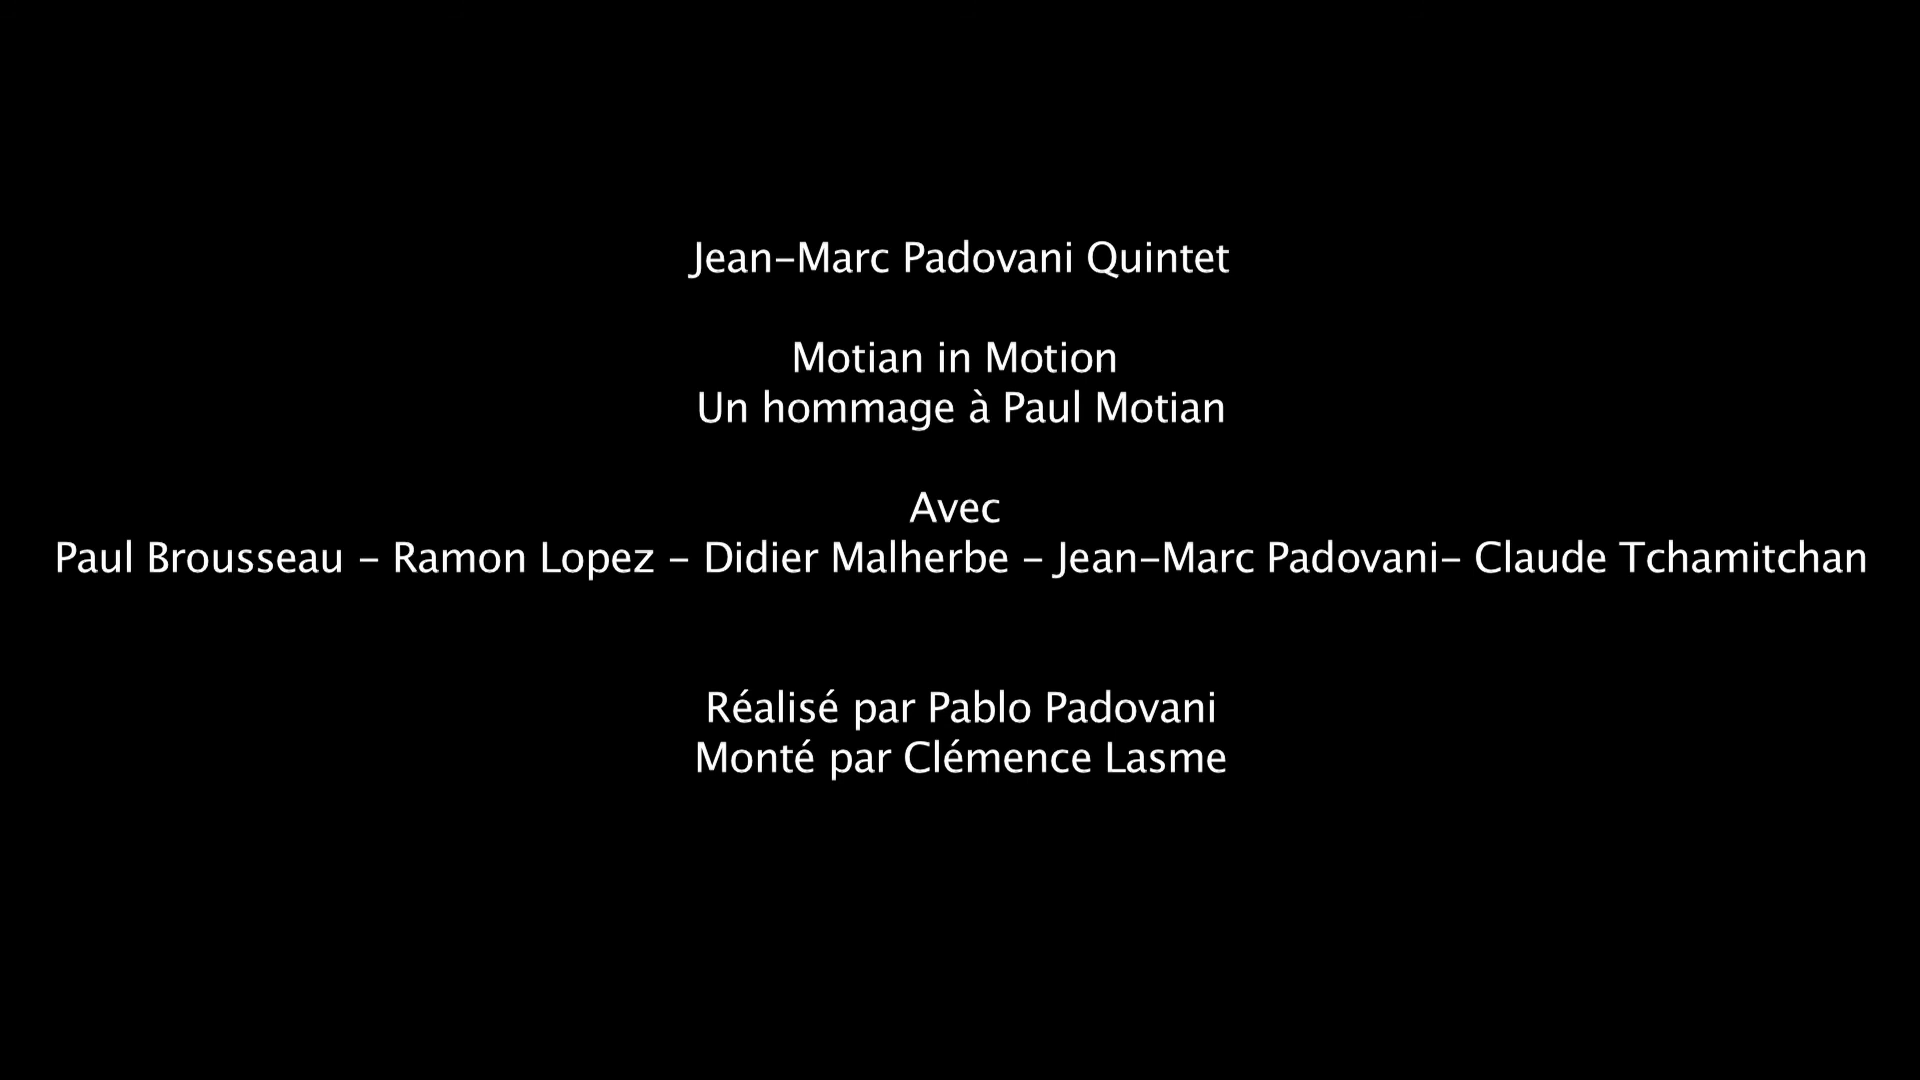 Jean-Marc Padovani Quintet
Motian in Motion
Un hommage à Paul Motian
Avec
Paul Brousseau - Ramon Lopez - Didier Malherbe - Jean-Marc Padovani- Claude Tchamitchan
Réalisé par Pablo Padovani
Monté par Clémence Lasme